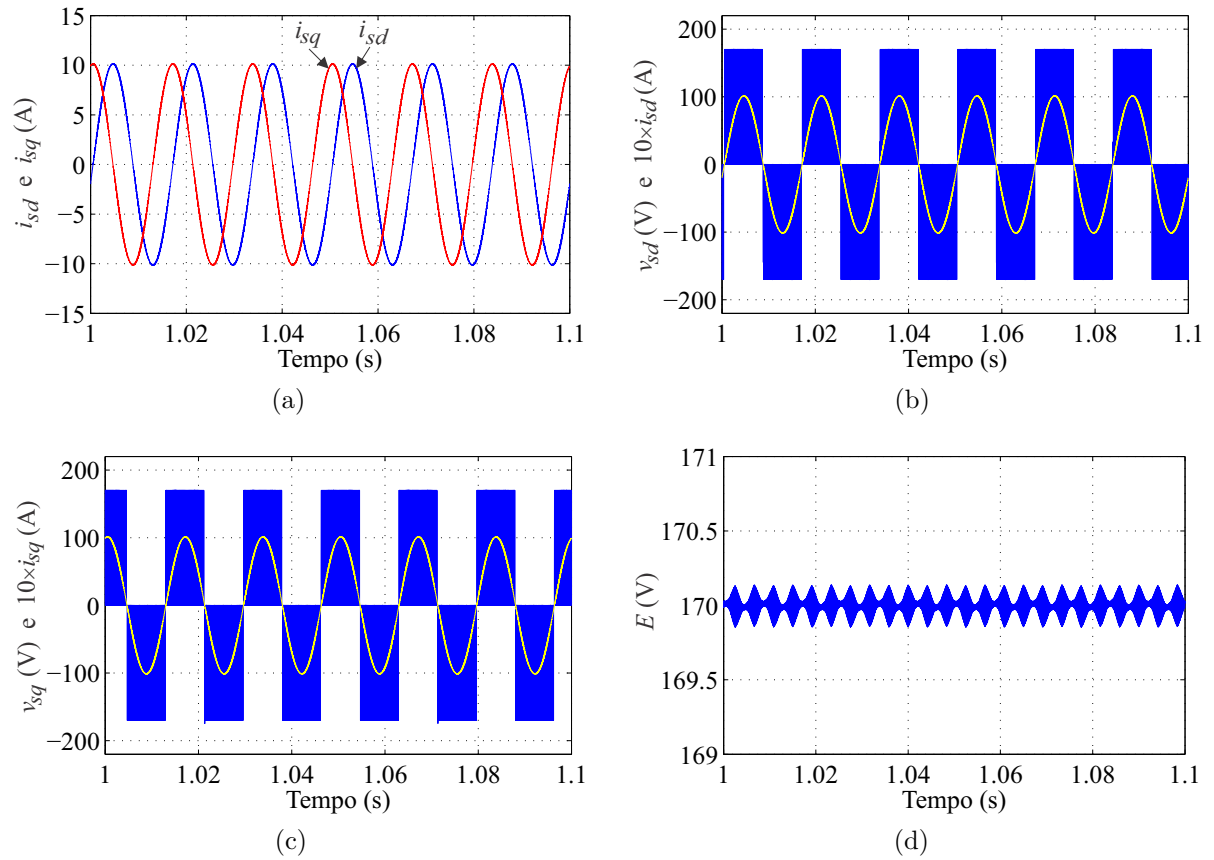 15
10
5
0
−5
−10
−15
i_sd e i_sq (A)
i_sq i_sd
1 1.02 1.04 1.06 1.08 1.1
Tempo (s)
(a)
200
100
0
−100
−200
v_sd (V) e 10×i_sd (A)
1 1.02 1.04 1.06 1.08 1.1
Tempo (s)
(b)
200
100
0
−100
−200
v_sq (V) e 10×i_sq (A)
1 1.02 1.04 1.06 1.08 1.1
Tempo (s)
(c)
171
170.5
170
169.5
169
E (V)
1 1.02 1.04 1.06 1.08 1.1
Tempo (s)
(d)